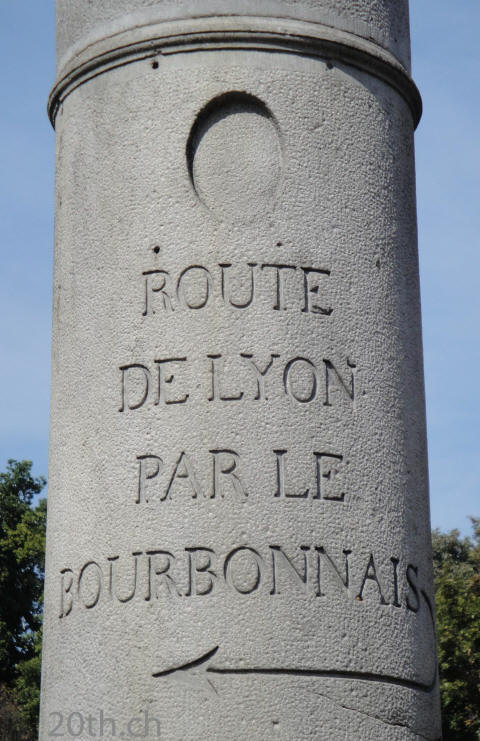 ROUTE
DE LYON
PAR LE
BOURBONNAIS
20th.ch